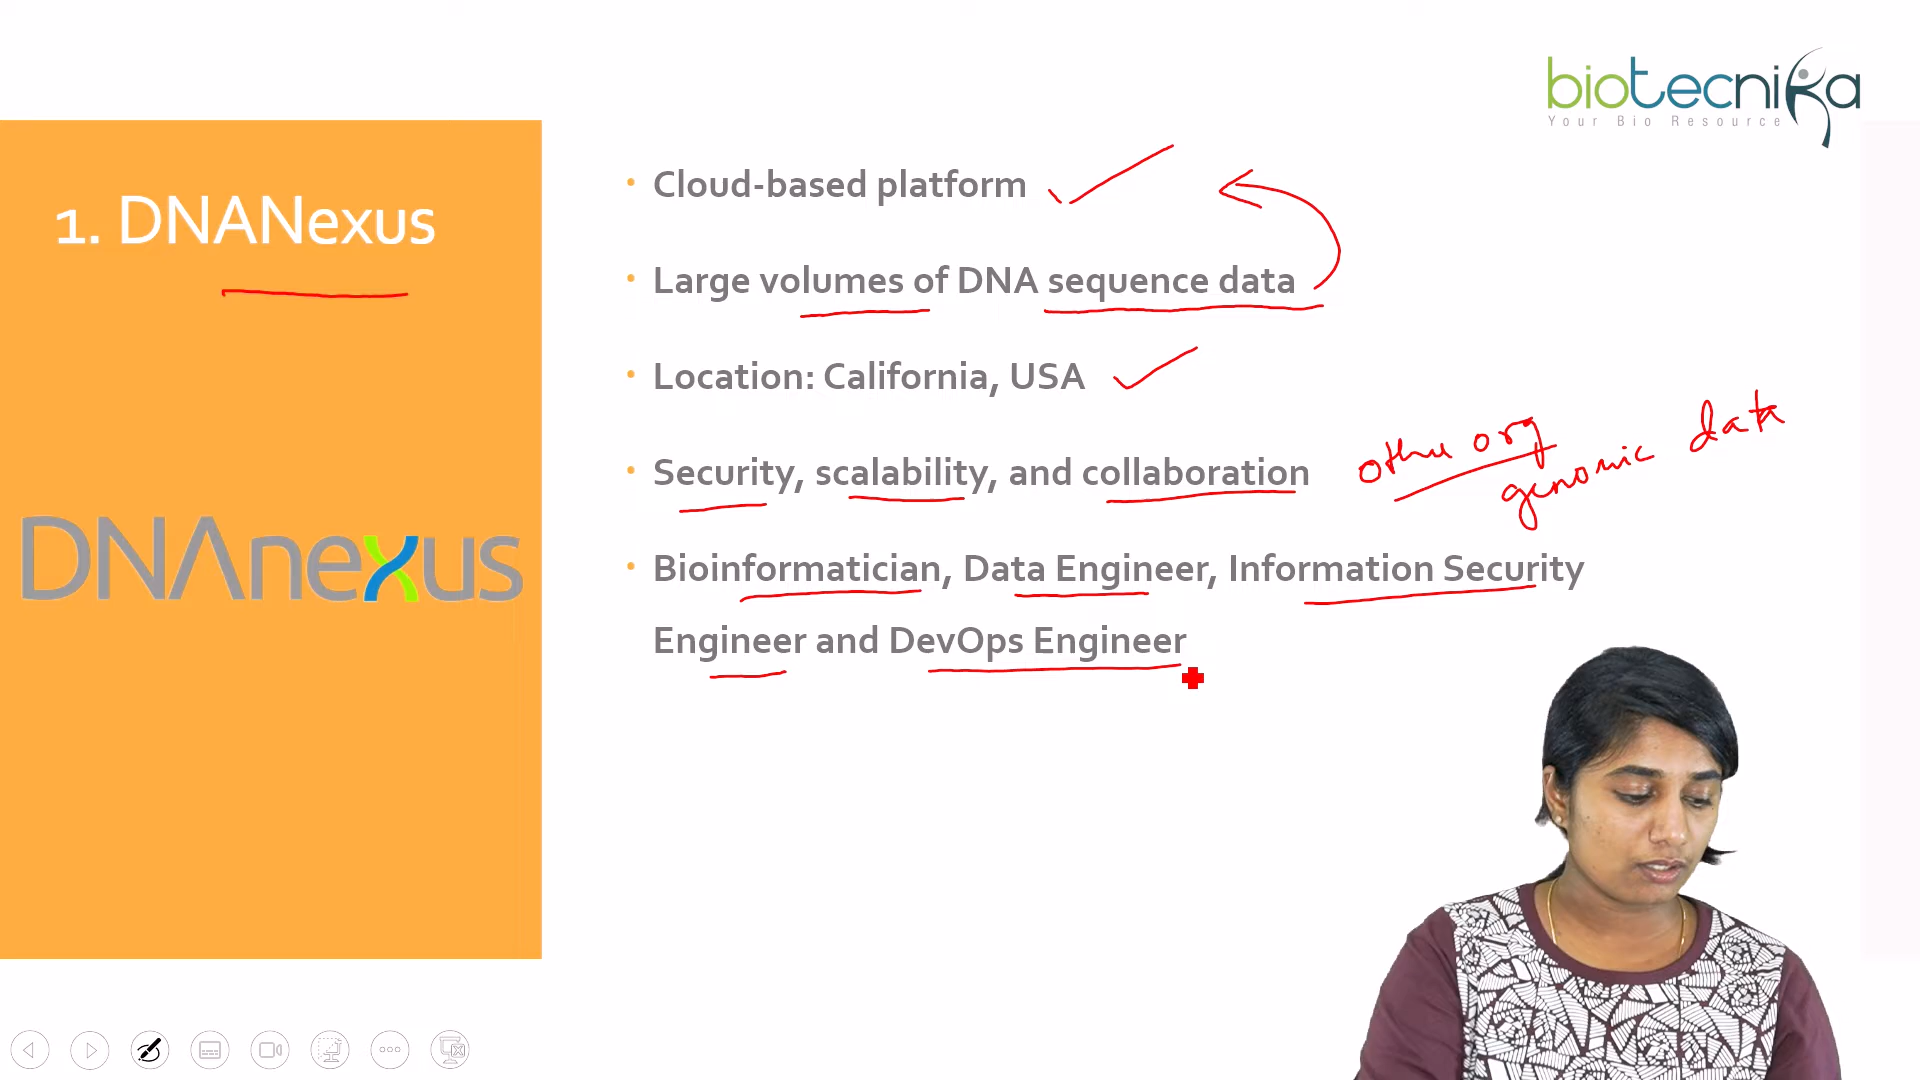 biotecnika
Your Bio Resource
1. DNANexus
DNAnexus
• Cloud-based platform
• Large volumes of DNA sequence data
• Location: California, USA
• Security, scalability, and collaboration
other org
genomic data
• Bioinformatician, Data Engineer, Information Security
Engineer and DevOps Engineer